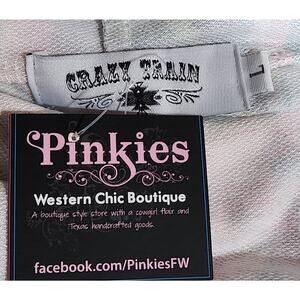 CRAZY TRAIN
L
Pinkies
Western Chic Boutique
A boutique style store with a cowgirl flair and
Texas handcrafted goods.
facebook.com/PinkiesFW